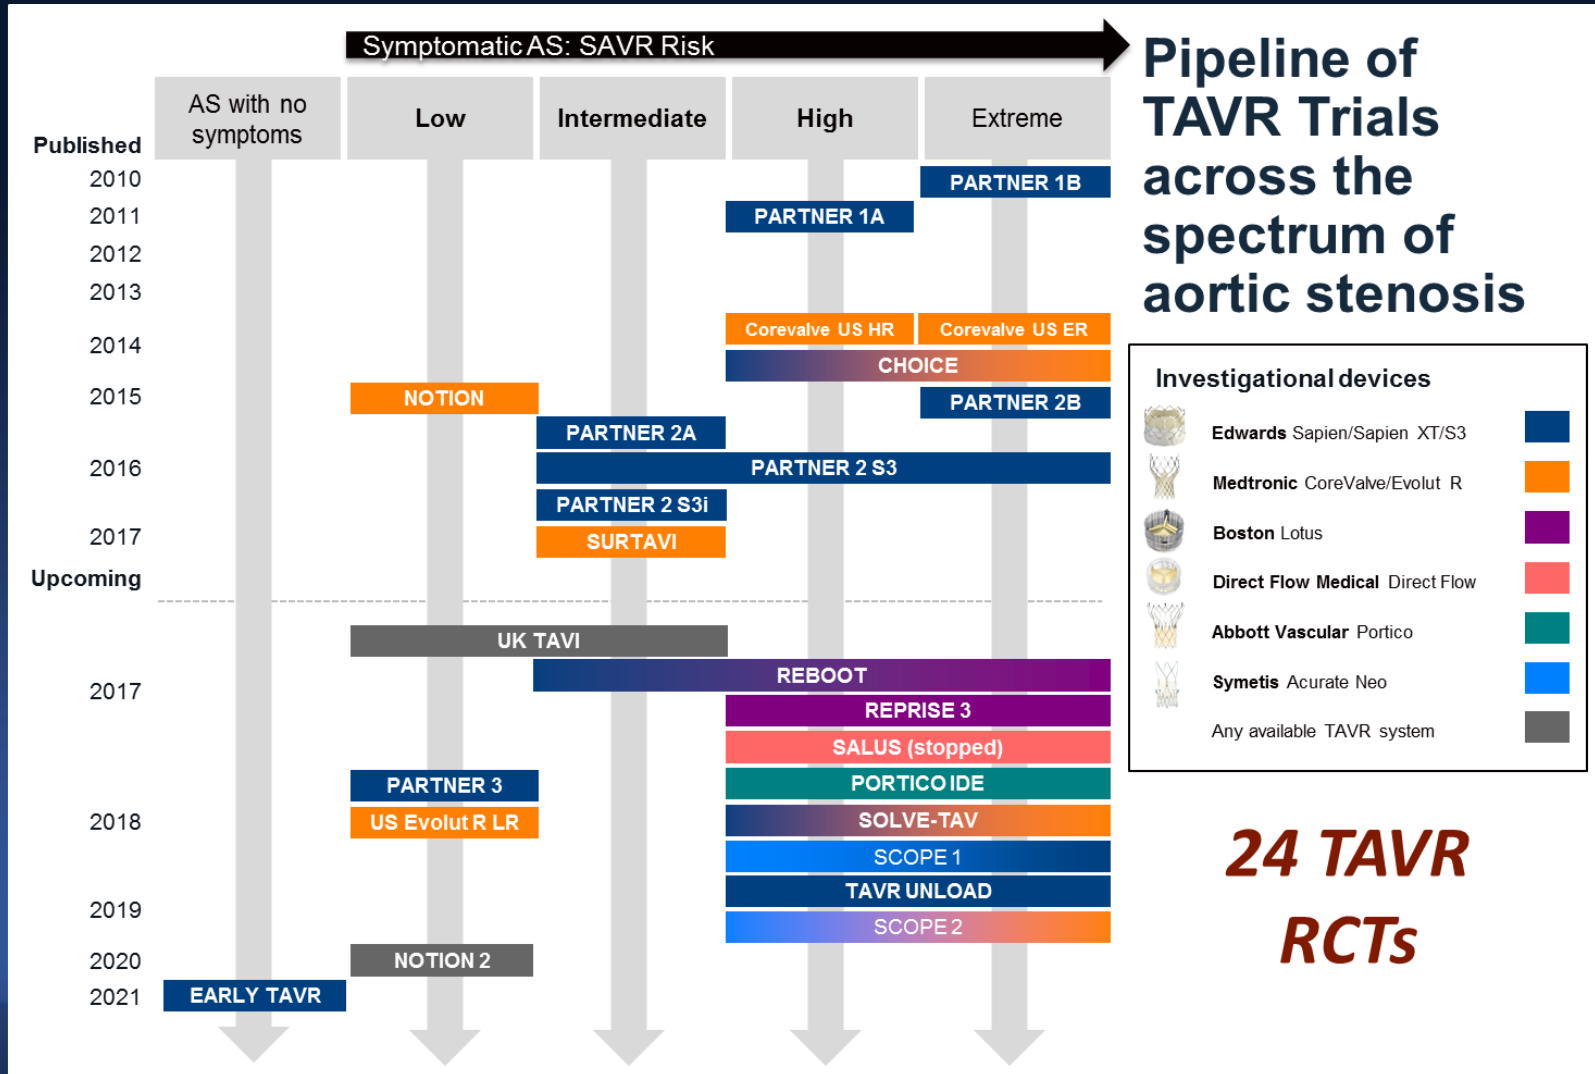 Symptomatic AS: SAVR Risk
Pipeline of
TAVR Trials
across the
spectrum of
aortic stenosis
AS with no
symptoms
Low
Intermediate
High
Extreme
Published
2010
PARTNER 1B
2011
PARTNER 1A
2012
2013
Corevalve US HR
Corevalve US ER
2014
CHOICE
2015
NOTION
PARTNER 2B
PARTNER 2A
2016
PARTNER 2 S3
PARTNER 2 S3i
2017
SURTAVI
Upcoming
UK TAVI
REBOOT
2017
REPRISE 3
SALUS (stopped)
PARTNER 3
PORTICO IDE
2018
US Evolut R LR
SOLVE-TAV
SCOPE 1
TAVR UNLOAD
2019
SCOPE 2
2020
NOTION 2
2021
EARLY TAVR
Investigational devices
Edwards Sapien/Sapien XT/S3
Medtronic CoreValve/Evolut R
Boston Lotus
Direct Flow Medical Direct Flow
Abbott Vascular Portico
Symetis Acurate Neo
Any available TAVR system
24 TAVR
RCTs